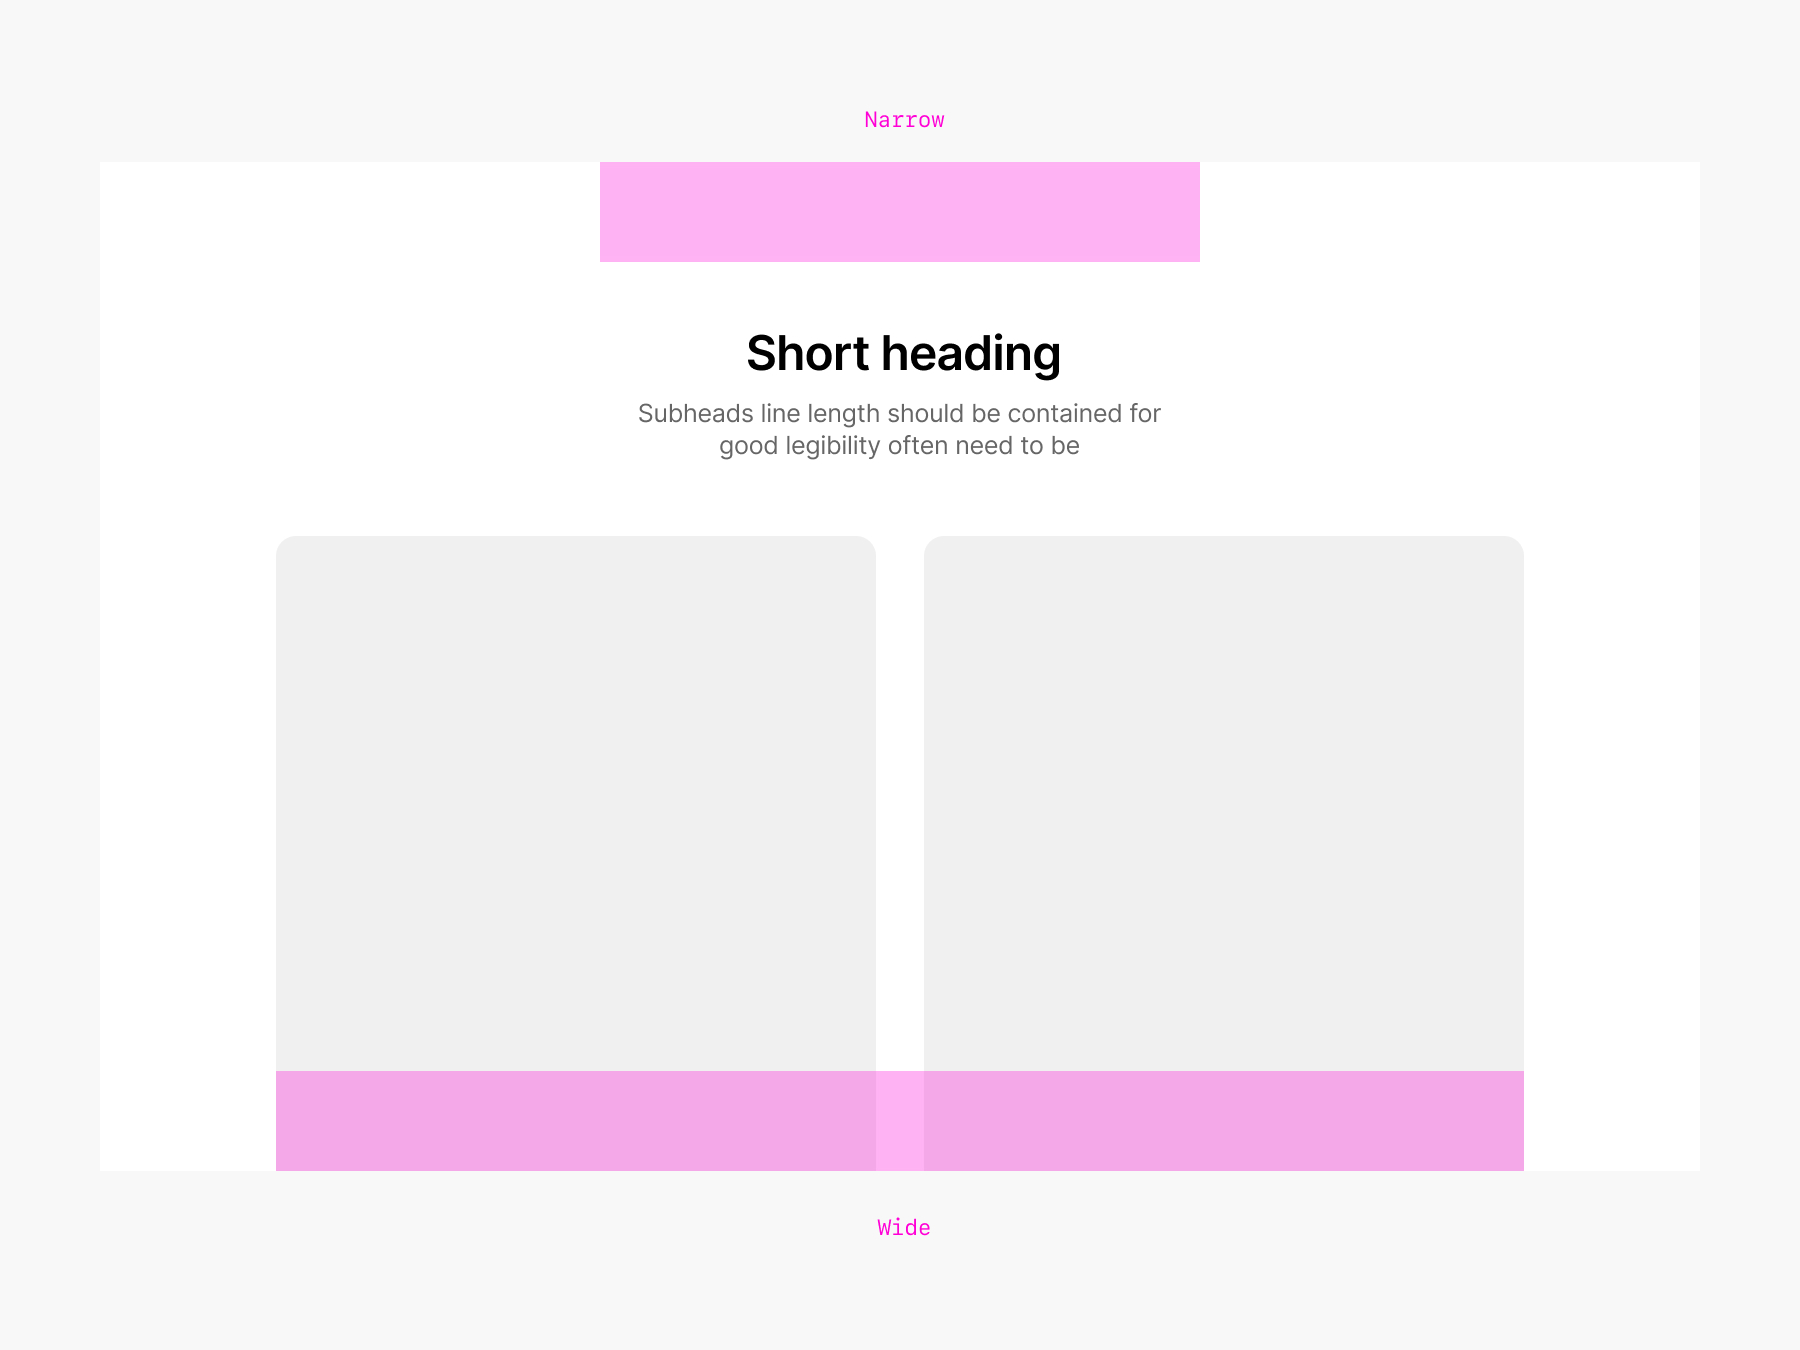 Narrow
Short heading
Subheads line length should be contained for
good legibility often need to be
Wide